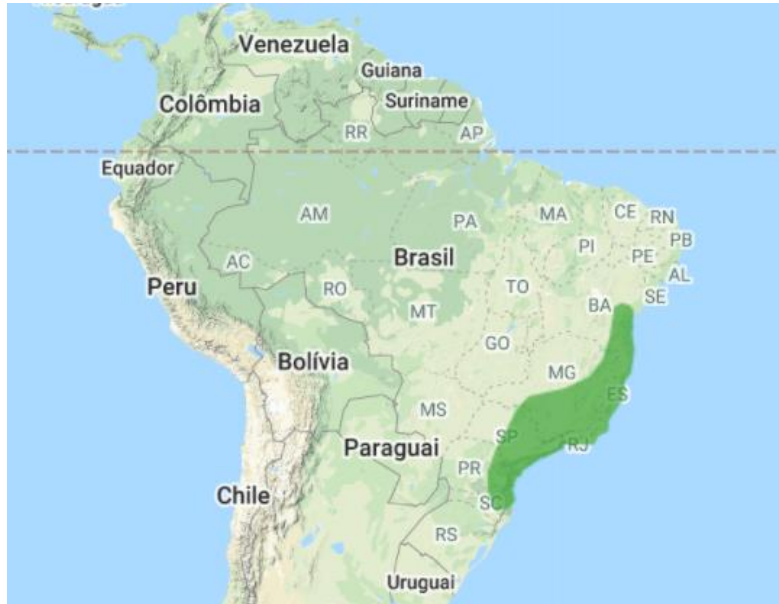 Venezuela
Guiana
Suriname
Colômbia
RR
AP
Equador
AM
PA
MA
CE
RN
PB
PI
PE
AL
AC
Brasil
SE
Peru
RO
TO
BA
MT
GO
Bolívia
MG
ES
MS
SP
RJ
Paraguai
PR
Chile
SC
RS
Uruguai